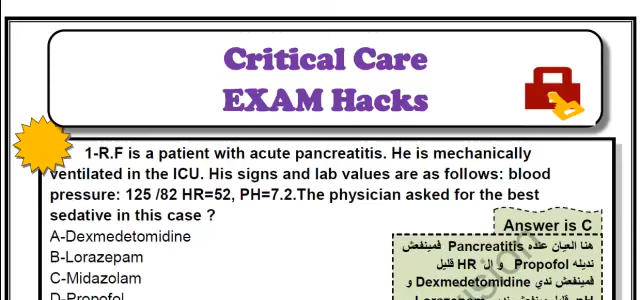 Critical Care
EXAM Hacks
1-R.F is a patient with acute pancreatitis. He is mechanically
ventilated in the ICU. His signs and lab values are as follows: blood
pressure: 125 /82 HR=52, PH=7.2.The physician asked for the best
sedative in this case ?
A-Dexmedetomidine
B-Lorazepam
C-Midazolam
D-Propofol
Answer is C
هنا العيان عنده Pancreatitis فمينفعش
نديله Propofol و ال HR قليل
فمينفعش ندي Dexmedetomidine و